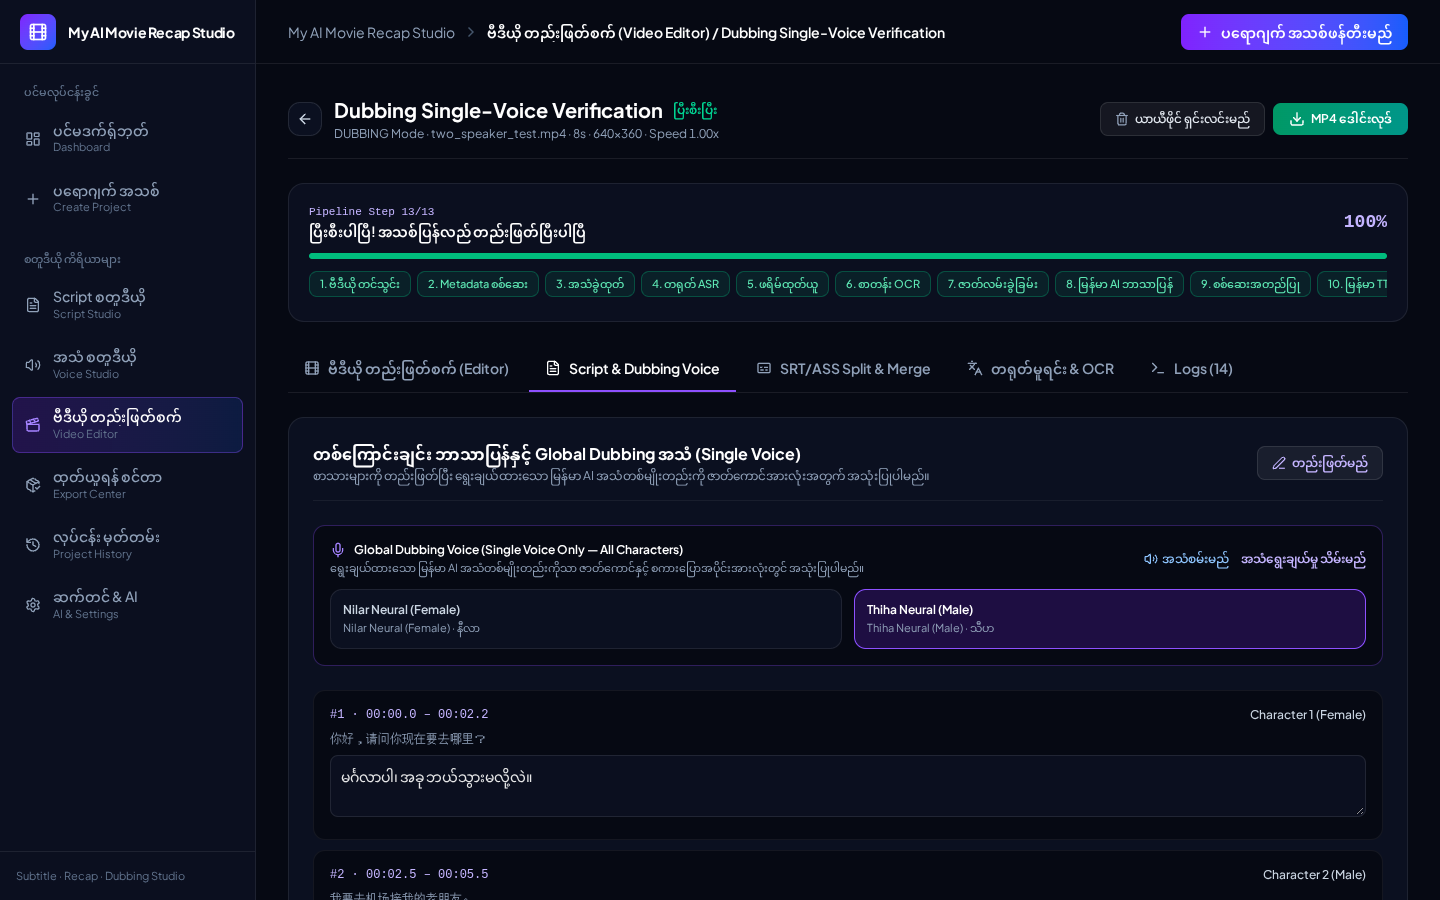 My AI Movie Recap Studio
My AI Movie Recap Studio
ဗီဒီယို တည်းဖြတ်စက် (Video Editor) / Dubbing Single-Voice Verification
ပရောဂျက် အသစ်ဖန်တီးမည်
ပင်မလုပ်ငန်းခွင်
ပင်မဒက်ရှ်ဘုတ်
Dashboard
ပရောဂျက် အသစ်
Create Project
စတူဒီယို ကိရိယာများ
Script စတူဒီယို
Script Studio
အသံ စတူဒီယို
Voice Studio
ဗီဒီယို တည်းဖြတ်စက်
Video Editor
ထုတ်ယူရန် စင်တာ
Export Center
လုပ်ငန်း မှတ်တမ်း
Project History
ဆက်တင် & AI
AI & Settings
Subtitle · Recap · Dubbing Studio
Dubbing Single-Voice Verification
ပြီးစီးပြီး
DUBBING Mode · two_speaker_test.mp4 · 8s · 640×360 · Speed 1.00x
ယာယီဖိုင် ရှင်းလင်းမည်
MP4 ဒေါင်းလုဒ်
Pipeline Step 13/13
ပြီးစီးပါပြီ! အသစ်ပြန်လည် တည်းဖြတ်ပြီးပါပြီ
100%
1. ဗီဒီယို တင်သွင်း
2. Metadata စစ်ဆေး
3. အသံခွဲထုတ်
4. တရုတ် ASR
5. ဖရိမ်ထုတ်ယူ
6. စာတန်း OCR
7. ဇာတ်လမ်းခွဲခြမ်း
8. မြန်မာ AI ဘာသာပြန်
9. စစ်ဆေးအတည်ပြု
10. မြန်မာ TT
ဗီဒီယို တည်းဖြတ်စက် (Editor)
Script & Dubbing Voice
SRT/ASS Split & Merge
တရုတ်မူရင်း & OCR
Logs (14)
တစ်ကြောင်းချင်း ဘာသာပြန်နှင့် Global Dubbing အသံ (Single Voice)
စာသားများကို တည်းဖြတ်ပြီး ရွေးချယ်ထားသော မြန်မာ AI အသံတစ်မျိုးတည်းကို ဇာတ်ကောင်အားလုံးအတွက် အသုံးပြုပါမည်။
တည်းဖြတ်မည်
Global Dubbing Voice (Single Voice Only — All Characters)
ရွေးချယ်ထားသော မြန်မာ AI အသံတစ်မျိုးတည်းကိုသာ ဇာတ်ကောင်နှင့် စကားပြောအပိုင်းအားလုံးတွင် အသုံးပြုပါမည်။
အသံစမ်းမည်
အသံရွေးချယ်မှု သိမ်းမည်
Nilar Neural (Female)
Nilar Neural (Female) · နီလာ
Thiha Neural (Male)
Thiha Neural (Male) · သီဟ
#1 · 00:00.0 – 00:02.2
Character 1 (Female)
你好，请问你现在要去哪里？
မင်္ဂလာပါ၊ အခု ဘယ်သွားမလို့လဲ။
#2 · 00:02.5 – 00:05.5
Character 2 (Male)
我要去机场接我的老朋友。